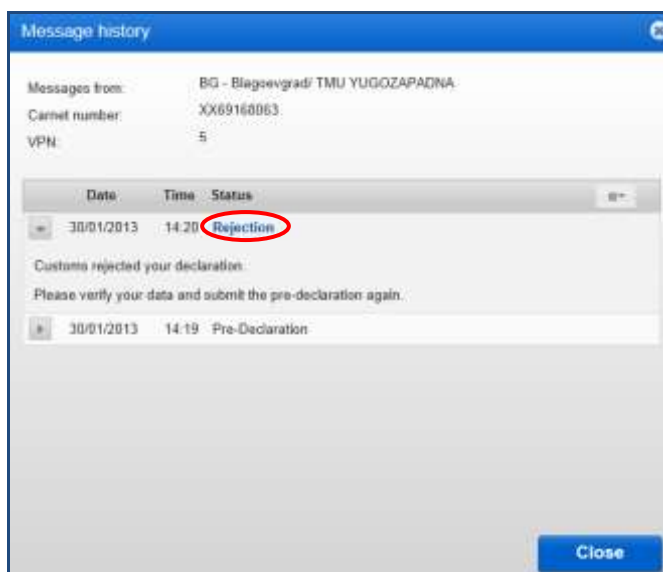 Message history
Messages from: BG - Blagoevgrad/ TMU YUGOZAPADNA
Carnet number: XX69168063
VPN: 5
Date Time Status
30/01/2013 14:20 Rejection
Customs rejected your declaration.
Please verify your data and submit the pre-declaration again.
30/01/2013 14:19 Pre-Declaration
Close